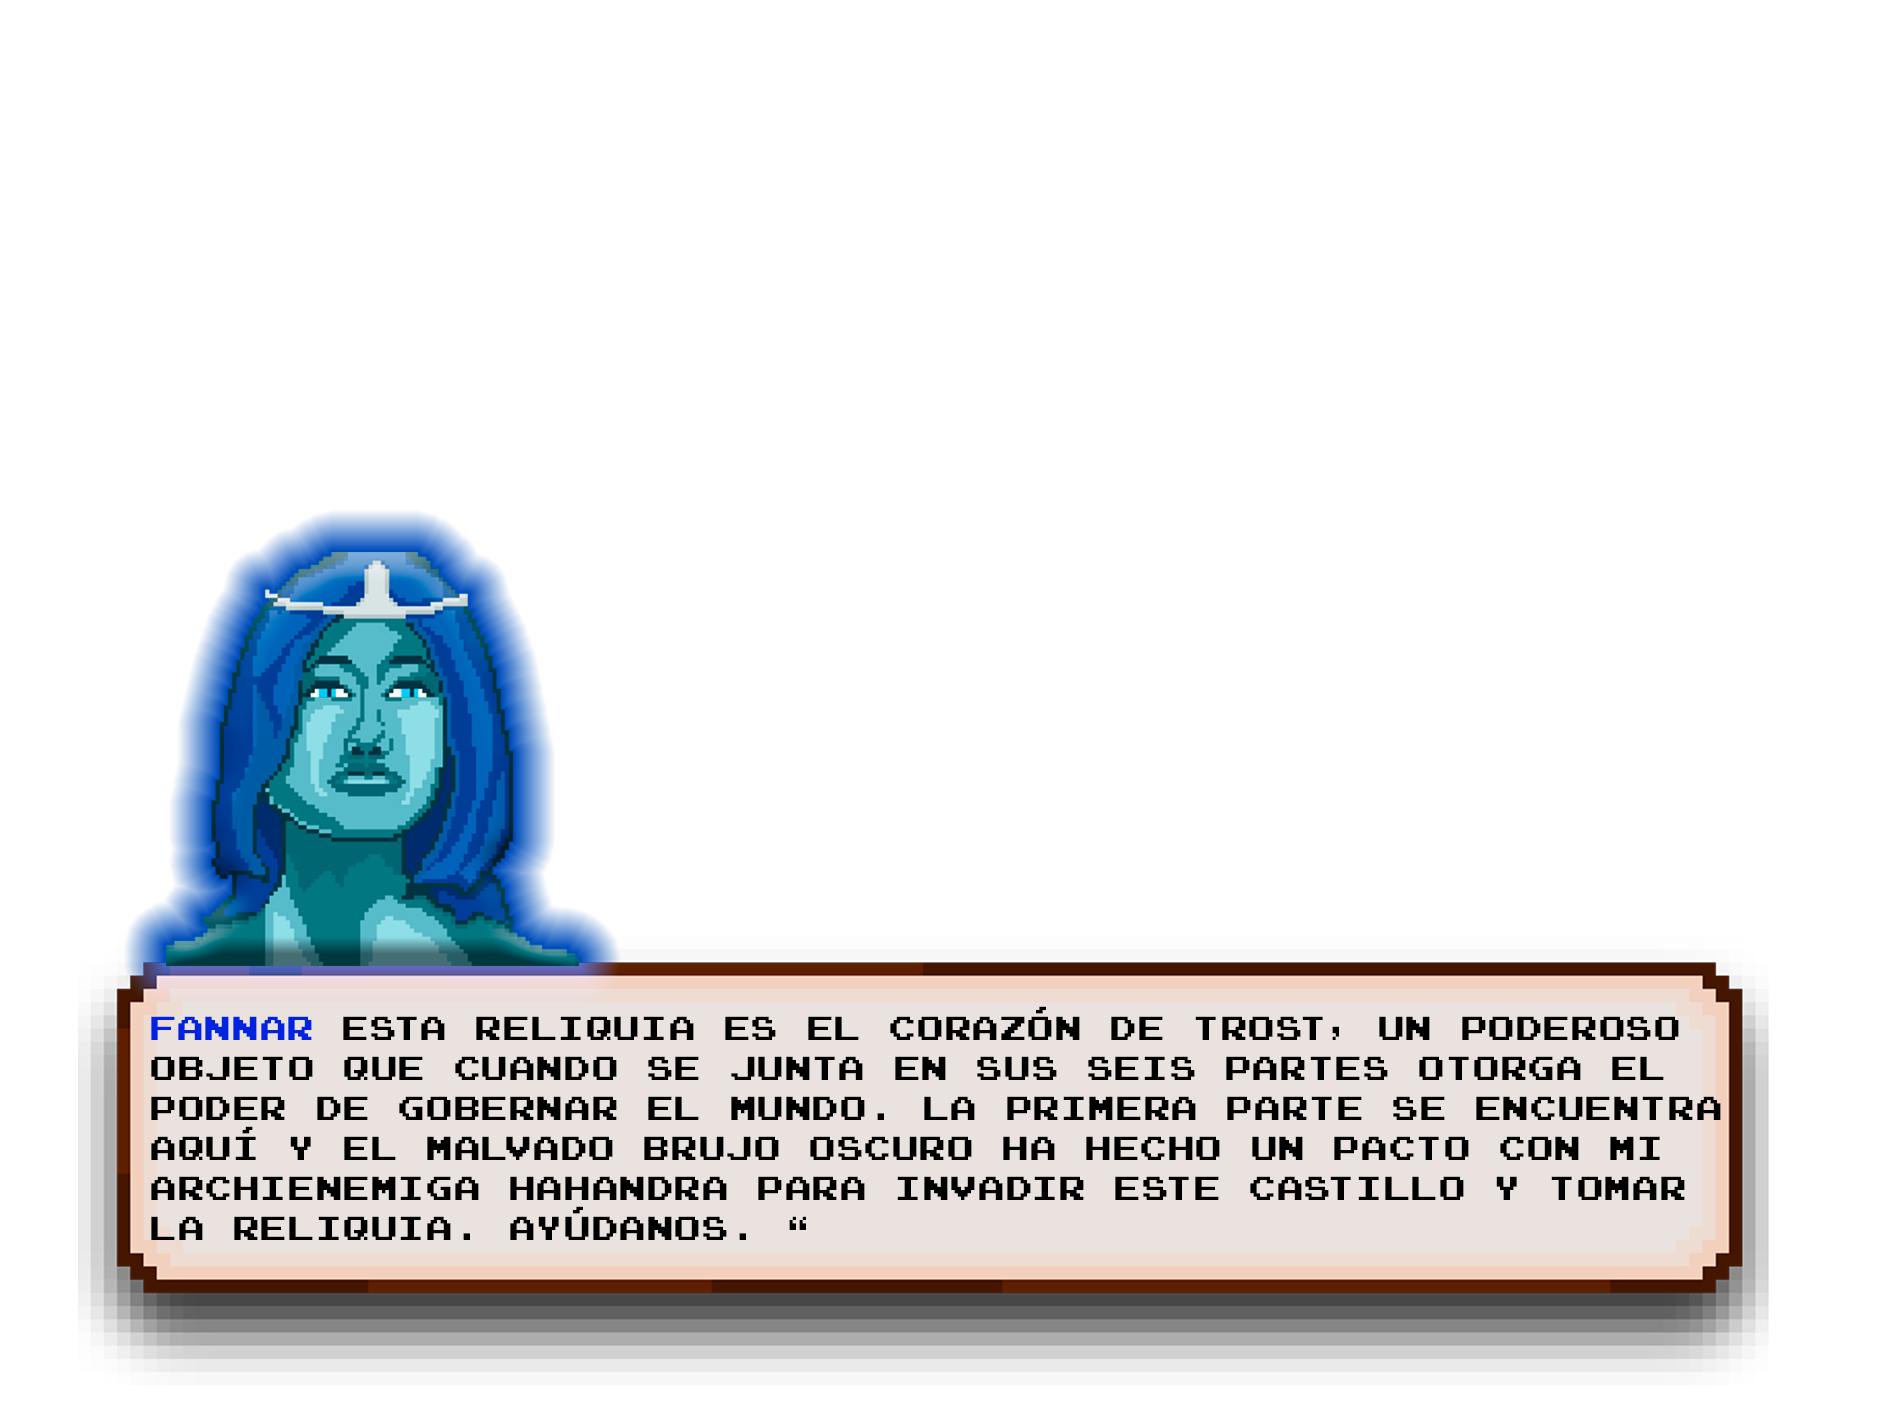 FANNAR ESTA RELIQUIA ES EL CORAZÓN DE TROST, UN PODEROSO
OBJETO QUE CUANDO SE JUNTA EN SUS SEIS PARTES OTORGA EL
PODER DE GOBERNAR EL MUNDO. LA PRIMERA PARTE SE ENCUENTRA
AQUÍ Y EL MALVADO BRUJO OSCURO HA HECHO UN PACTO CON MI
ARCHIENEMIGA HAHANDRA PARA INVADIR ESTE CASTILLO Y TOMAR
LA RELIQUIA. AYÚDANOS. “